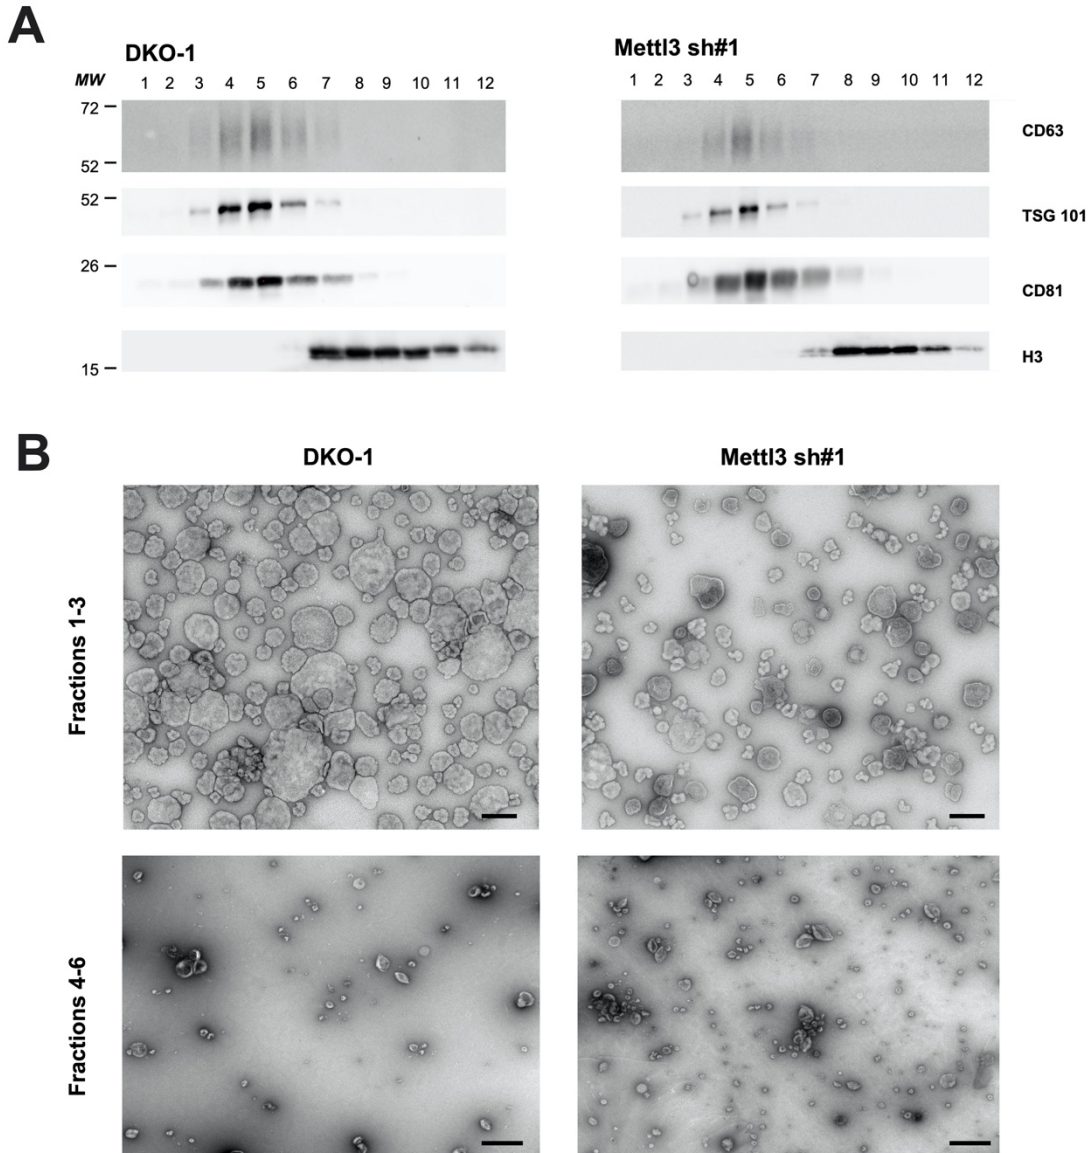 A
DKO-1
Mettl3 sh#1
MW 1 2 3 4 5 6 7 8 9 10 11 12
1 2 3 4 5 6 7 8 9 10 11 12
72
CD63
52
52
TSG 101
26
CD81
H3
15
B
DKO-1
Mettl3 sh#1
Fractions 1-3
Fractions 4-6